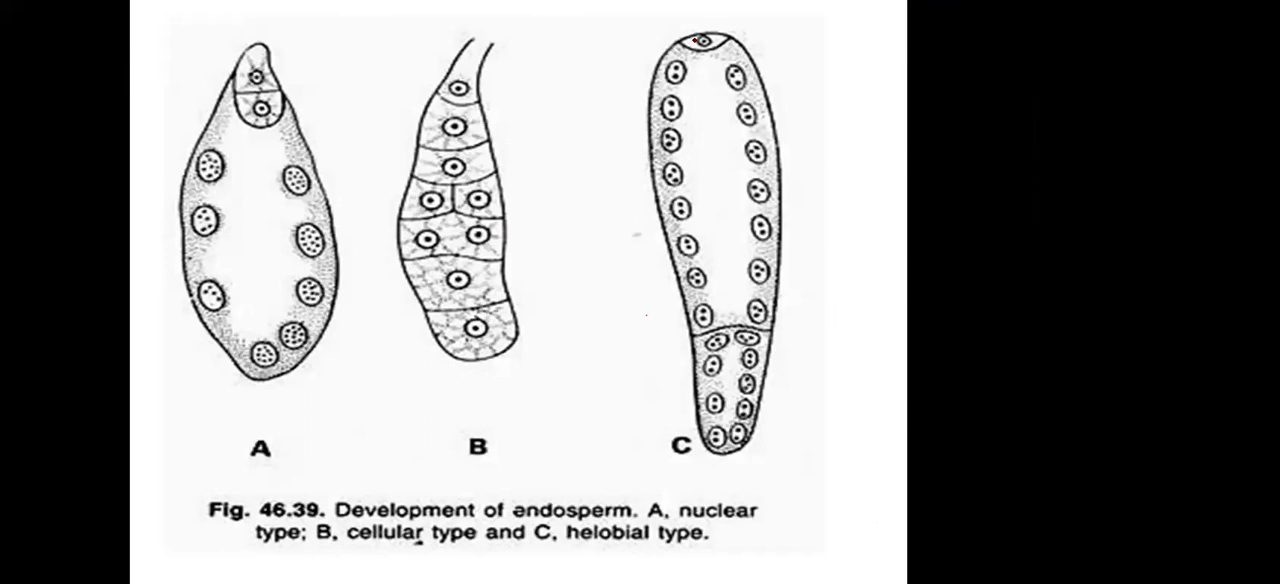 A
B
C
Fig. 46.39. Development of endosperm. A, nuclear
type; B, cellular type and C, helobial type.